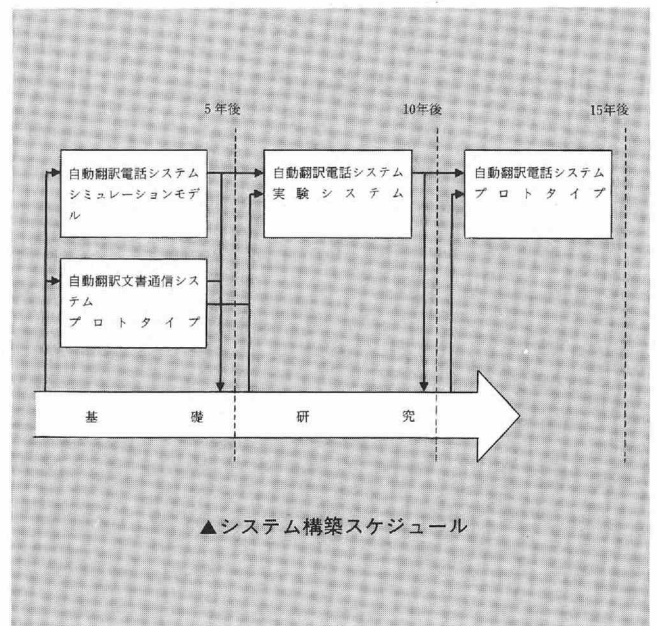 5年後
10年後
15年後
自動翻訳電話システム
シミュレーションモデ
ル
自動翻訳電話システム
実験システム
自動翻訳電話システム
プロトタイプ
自動翻訳文書通信シス
テム
プロトタイプ
基礎研究
▲システム構築スケジュール